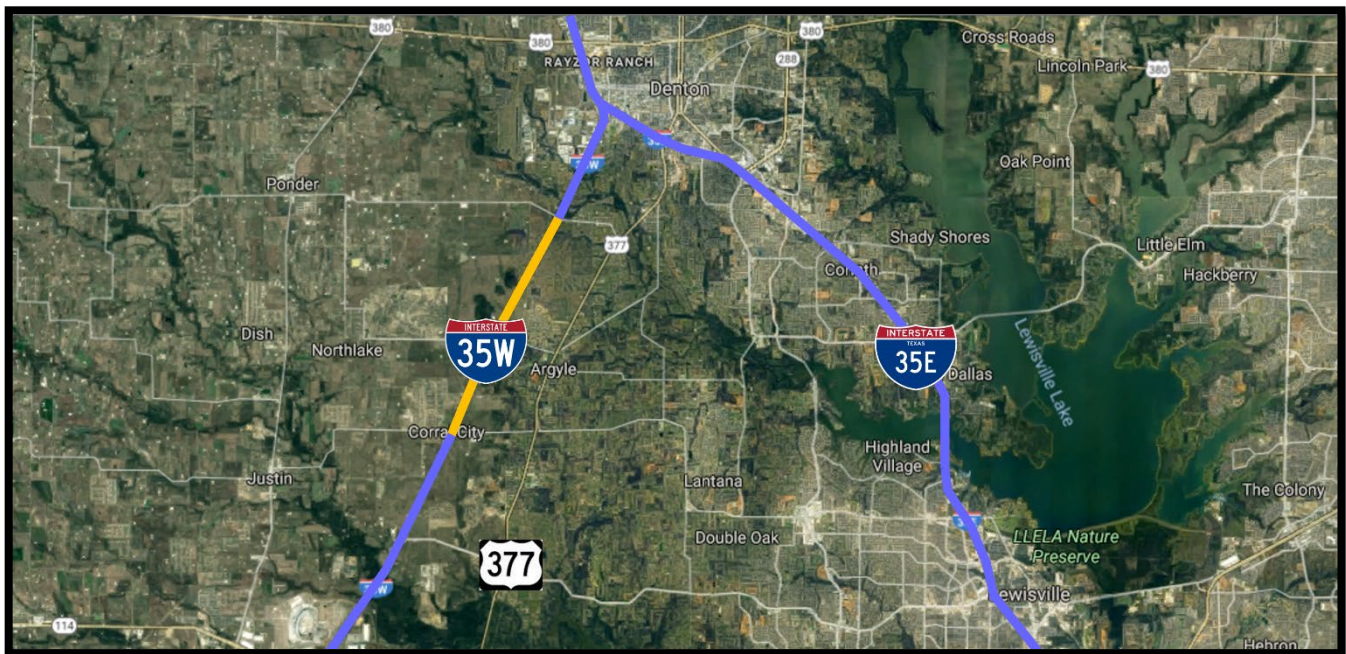 380
380
380
Cross Roads
Lincoln Park
380
RAYZOR RANCH
288
Denton
35W
Oak Point
Ponder
377
Shady Shores
Little Elm
Corinth
Hackberry
Dish
Northlake
INTERSTATE
35W
INTERSTATE
TEXAS
35E
Lewisville Lake
Argyle
Dallas
Corral City
Highland
Village
Justin
Lantana
The Colony
Double Oak
LLELA Nature
Preserve
377
Lewisville
114
Hebron